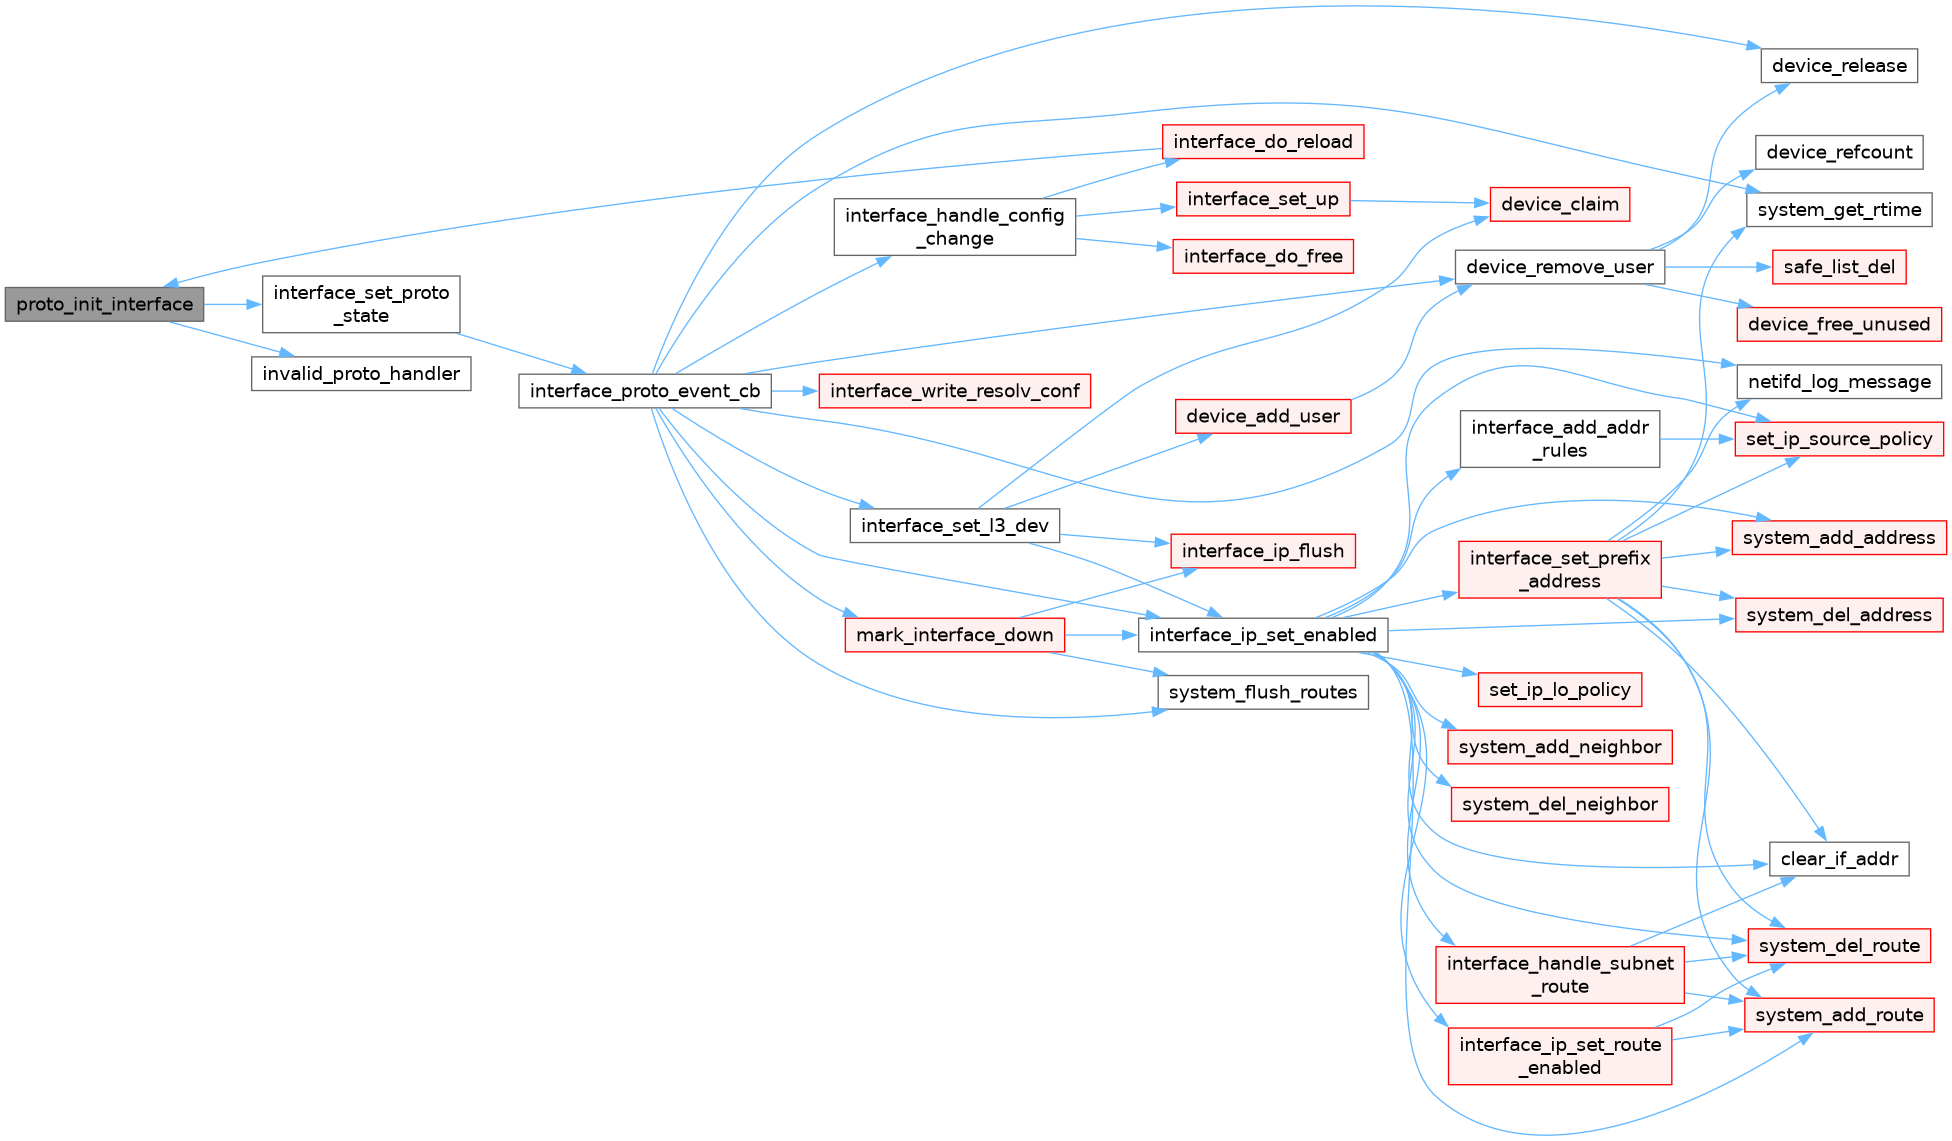 proto_init_interface
interface_set_proto
_state
invalid_proto_handler
interface_proto_event_cb
interface_handle_config
_change
interface_write_resolv_conf
interface_set_l3_dev
mark_interface_down
interface_do_reload
interface_set_up
interface_do_free
device_add_user
interface_ip_flush
interface_ip_set_enabled
system_flush_routes
device_claim
device_remove_user
interface_add_addr
_rules
interface_set_prefix
_address
set_ip_lo_policy
system_add_neighbor
system_del_neighbor
interface_handle_subnet
_route
interface_ip_set_route
_enabled
device_release
device_refcount
system_get_rtime
safe_list_del
device_free_unused
netifd_log_message
set_ip_source_policy
system_add_address
system_del_address
clear_if_addr
system_del_route
system_add_route